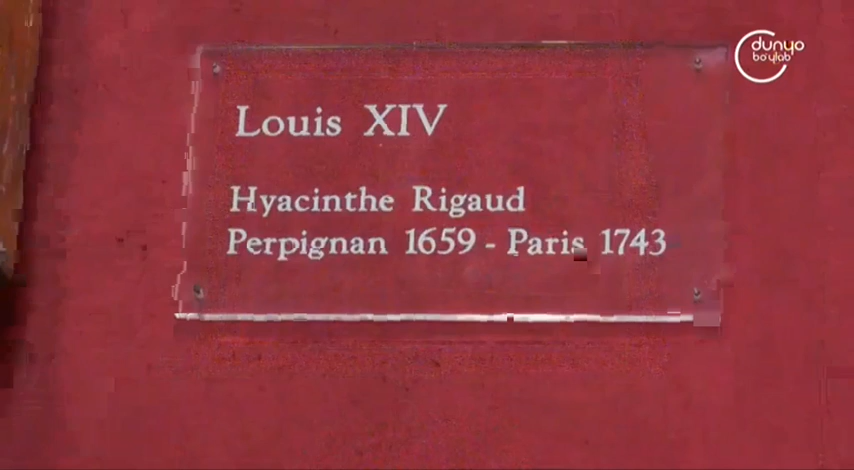 dunyo
bo'ylab
Louis XIV
Hyacinthe Rigaud
Perpignan 1659 - Paris 1743